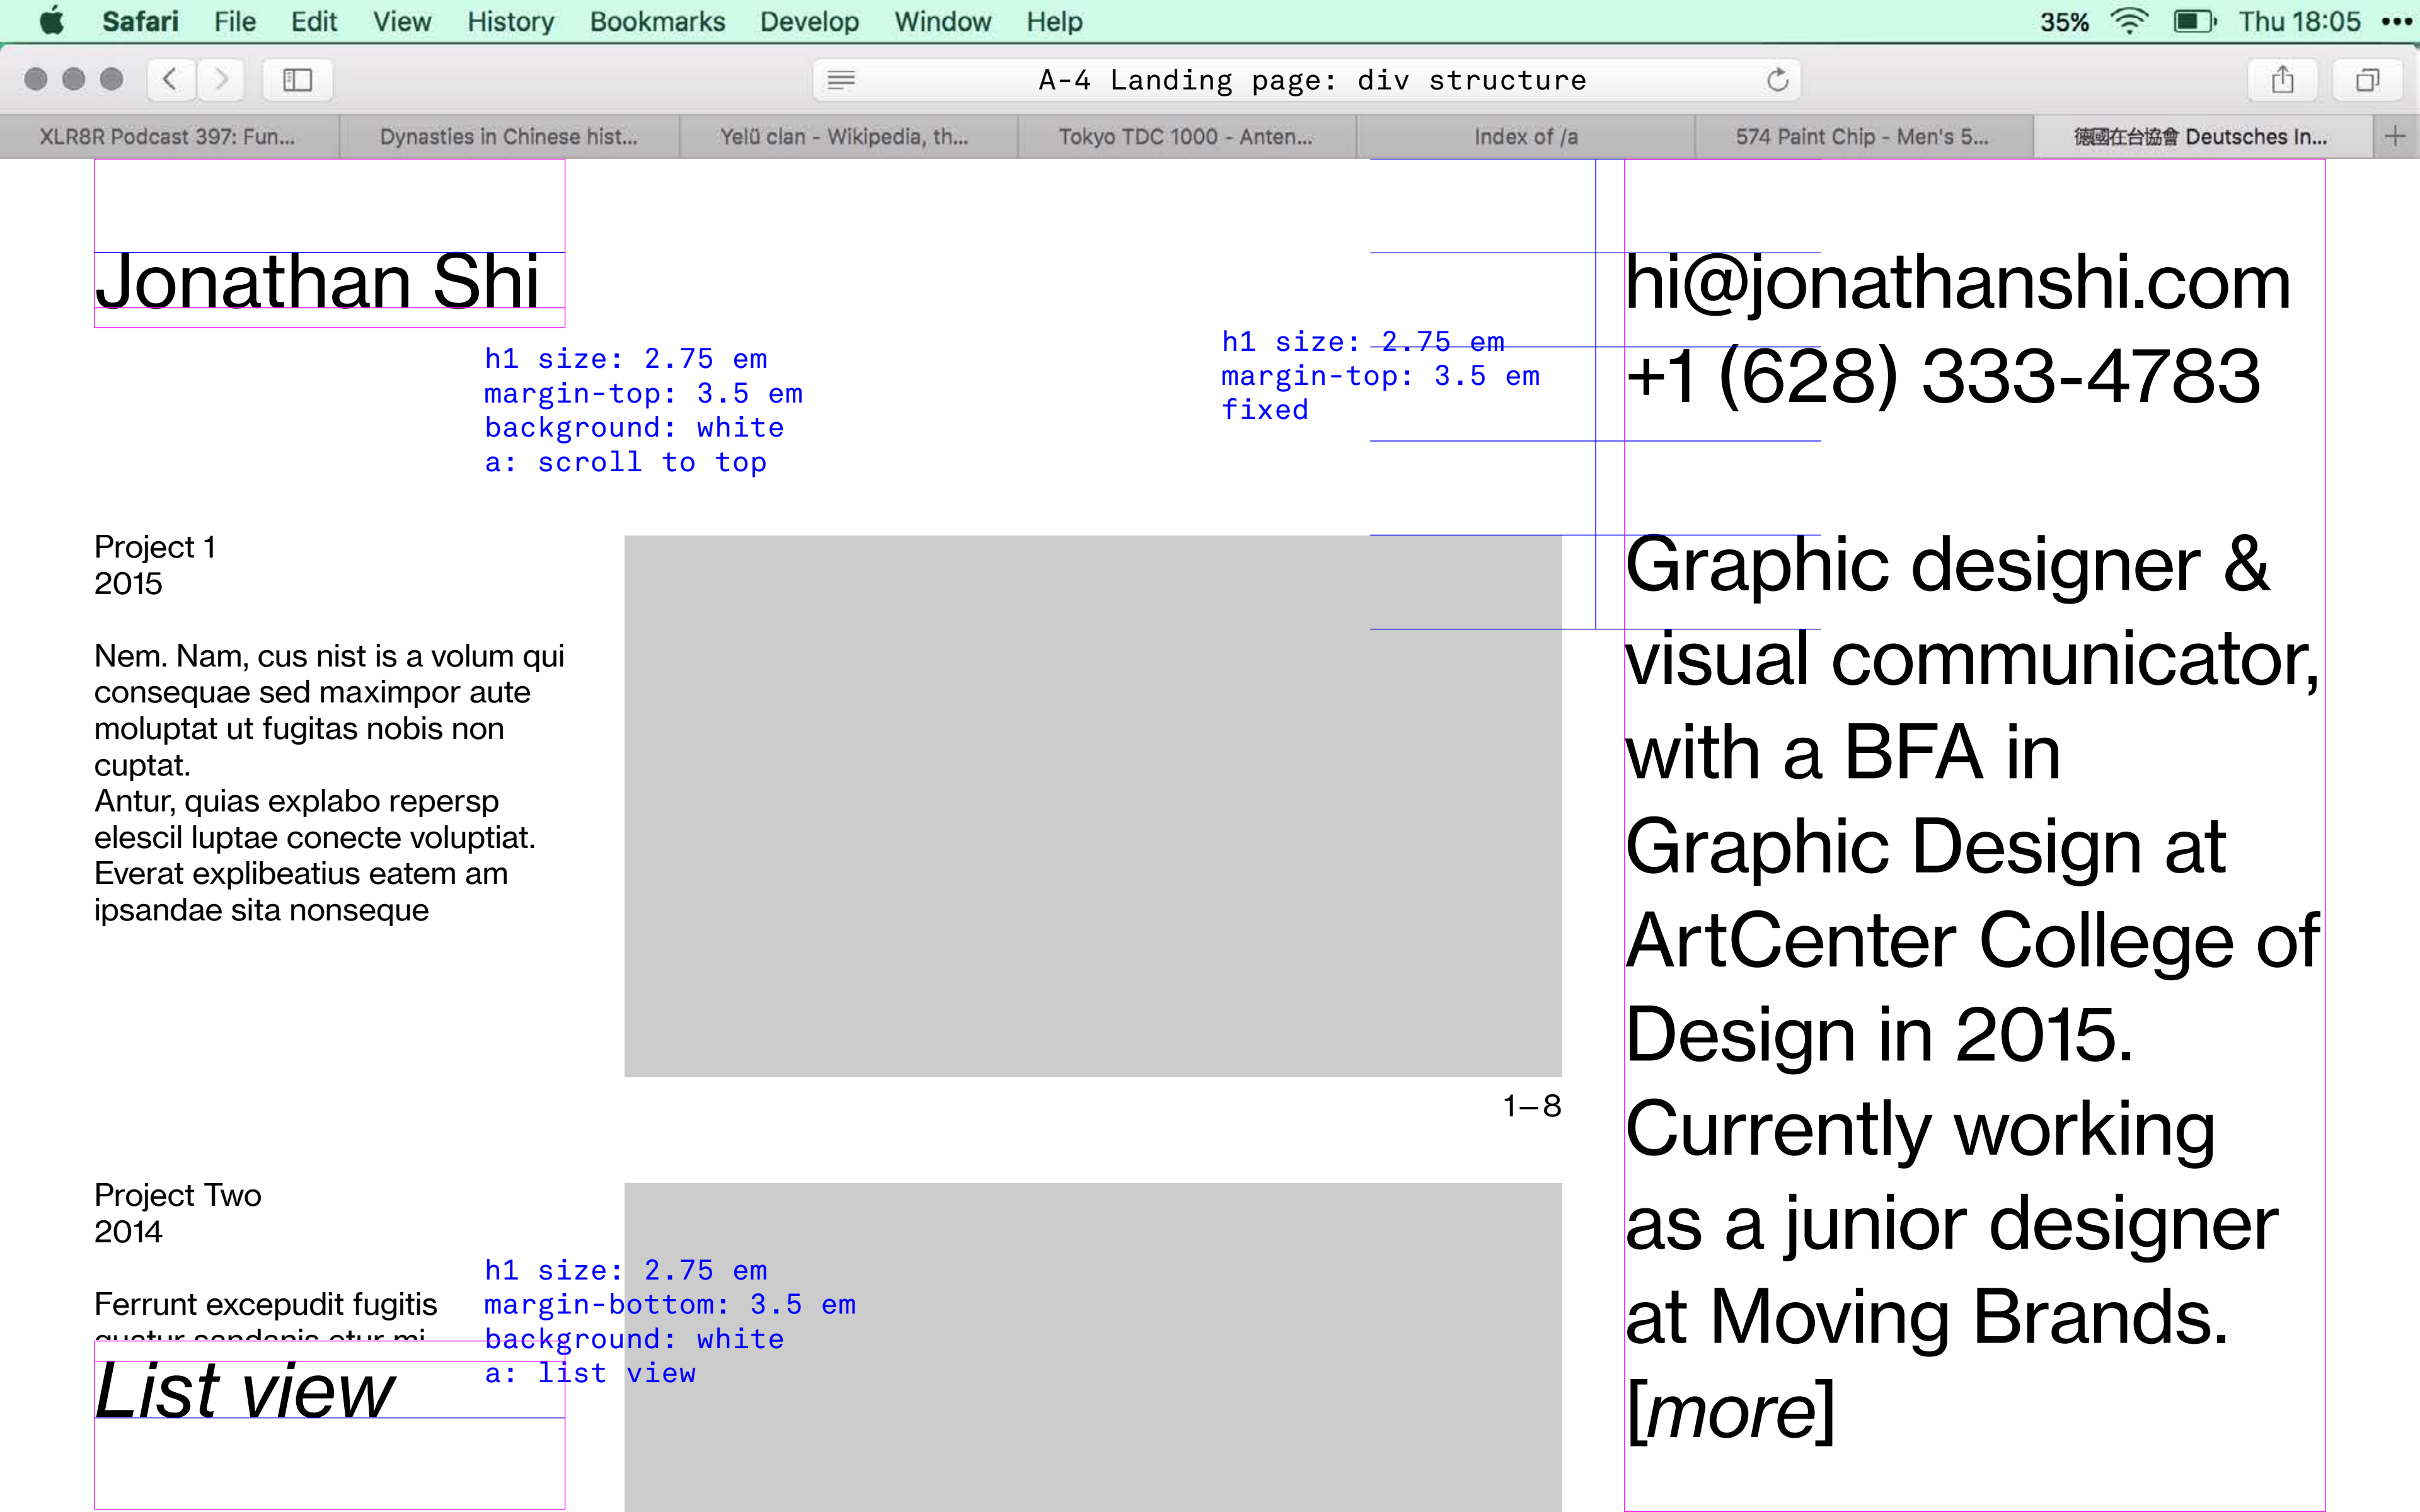 Safari File Edit View History Bookmarks Develop Window Help 35% Thu 18:05 •••
A-4 Landing page: div structure
XLR8R Podcast 397: Fun... Dynasties in Chinese hist... Yelü clan - Wikipedia, th... Tokyo TDC 1000 - Anten... Index of /a 574 Paint Chip - Men's 5... 德國在台協會 Deutsches In... +
Jonathan Shi
h1 size: 2.75 em
margin-top: 3.5 em
background: white
a: scroll to top
h1 size: 2.75 em
margin-top: 3.5 em
fixed
hi@jonathanshi.com
+1 (628) 333-4783
Project 1
2015
Nem. Nam, cus nist is a volum qui
consequae sed maximpor aute
moluptat ut fugitas nobis non
cuptat.
Antur, quias explabo repersp
elescil luptae conecte voluptiat.
Everat explibeatius eatem am
ipsandae sita nonseque
1–8
Project Two
2014
Ferrunt excepudit fugitis
h1 size: 2.75 em
margin-bottom: 3.5 em
background: white
a: list view
List view
Graphic designer &
visual communicator,
with a BFA in
Graphic Design at
ArtCenter College of
Design in 2015.
Currently working
as a junior designer
at Moving Brands.
[more]